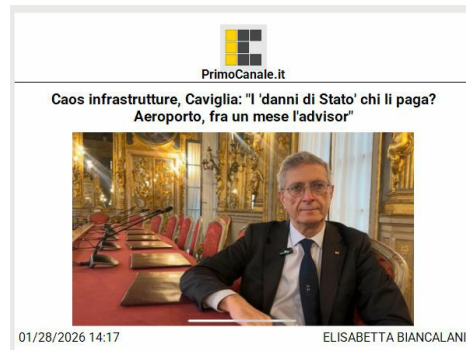 PrimoCanale.it
Caos infrastrutture, Caviglia: "I 'danni di Stato' chi li paga?
Aeroporto, fra un mese l'advisor"
01/28/2026 14:17
ELISABETTA BIANCALANI